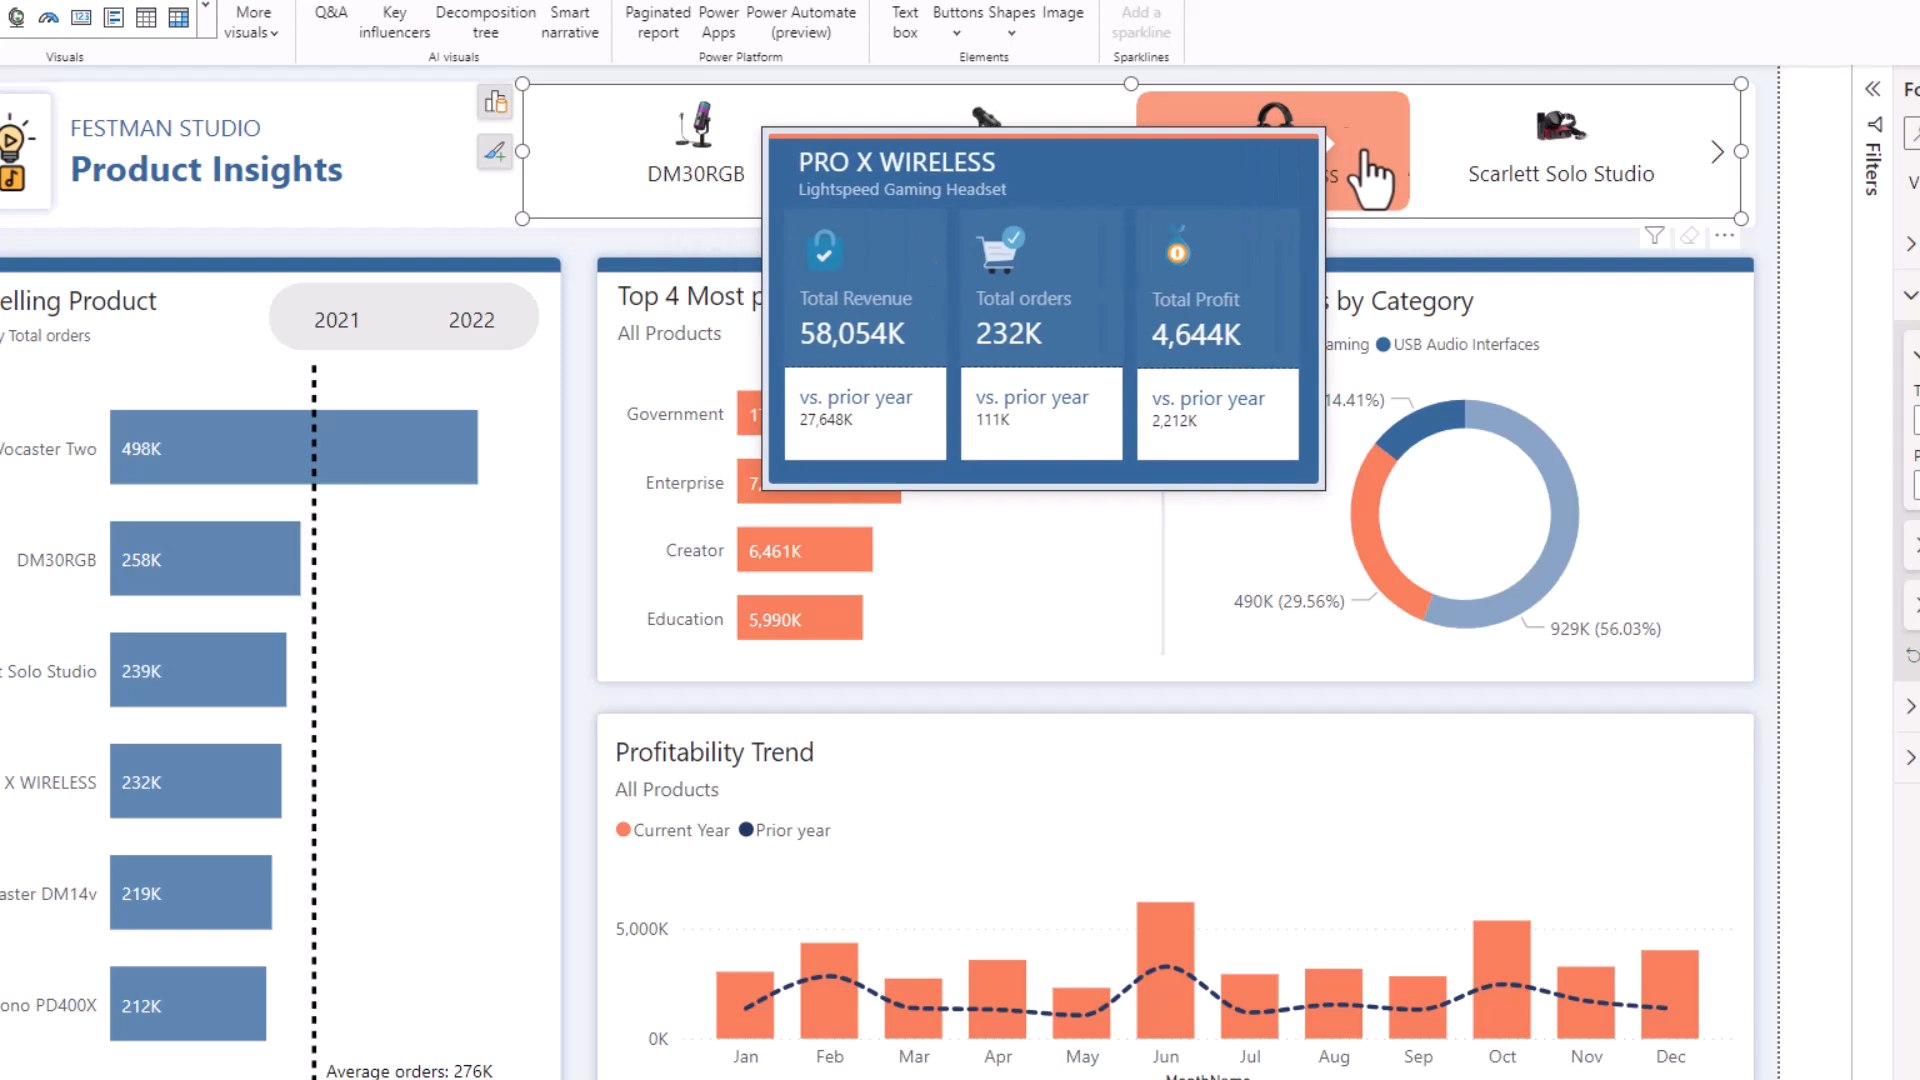 More
visuals
Q&A
Key
influencers
Decomposition
tree
Smart
narrative
Paginated
report
Power
Apps
Power Automate
(preview)
Text
box
Buttons
Shapes
Image
Add a
sparkline
Visuals
AI visuals
Power Platform
Elements
Sparklines
FESTMAN STUDIO
Product Insights
DM30RGB
Scarlett Solo Studio
Filters
PRO X WIRELESS
Lightspeed Gaming Headset
Total Revenue
58,054K
Total orders
232K
Total Profit
4,644K
vs. prior year
27,648K
vs. prior year
111K
vs. prior year
2,212K
elling Product
y Total orders
2021
2022
Vocaster Two
498K
DM30RGB
258K
t Solo Studio
239K
X WIRELESS
232K
aster DM14v
219K
ono PD400X
212K
Average orders: 276K
Top 4 Most p
All Products
Government
Enterprise
Creator
6,461K
Education
5,990K
s by Category
aming
USB Audio Interfaces
14.41%)
490K (29.56%)
929K (56.03%)
Profitability Trend
All Products
Current Year
Prior year
5,000K
0K
Jan
Feb
Mar
Apr
May
Jun
Jul
Aug
Sep
Oct
Nov
Dec
MonthName